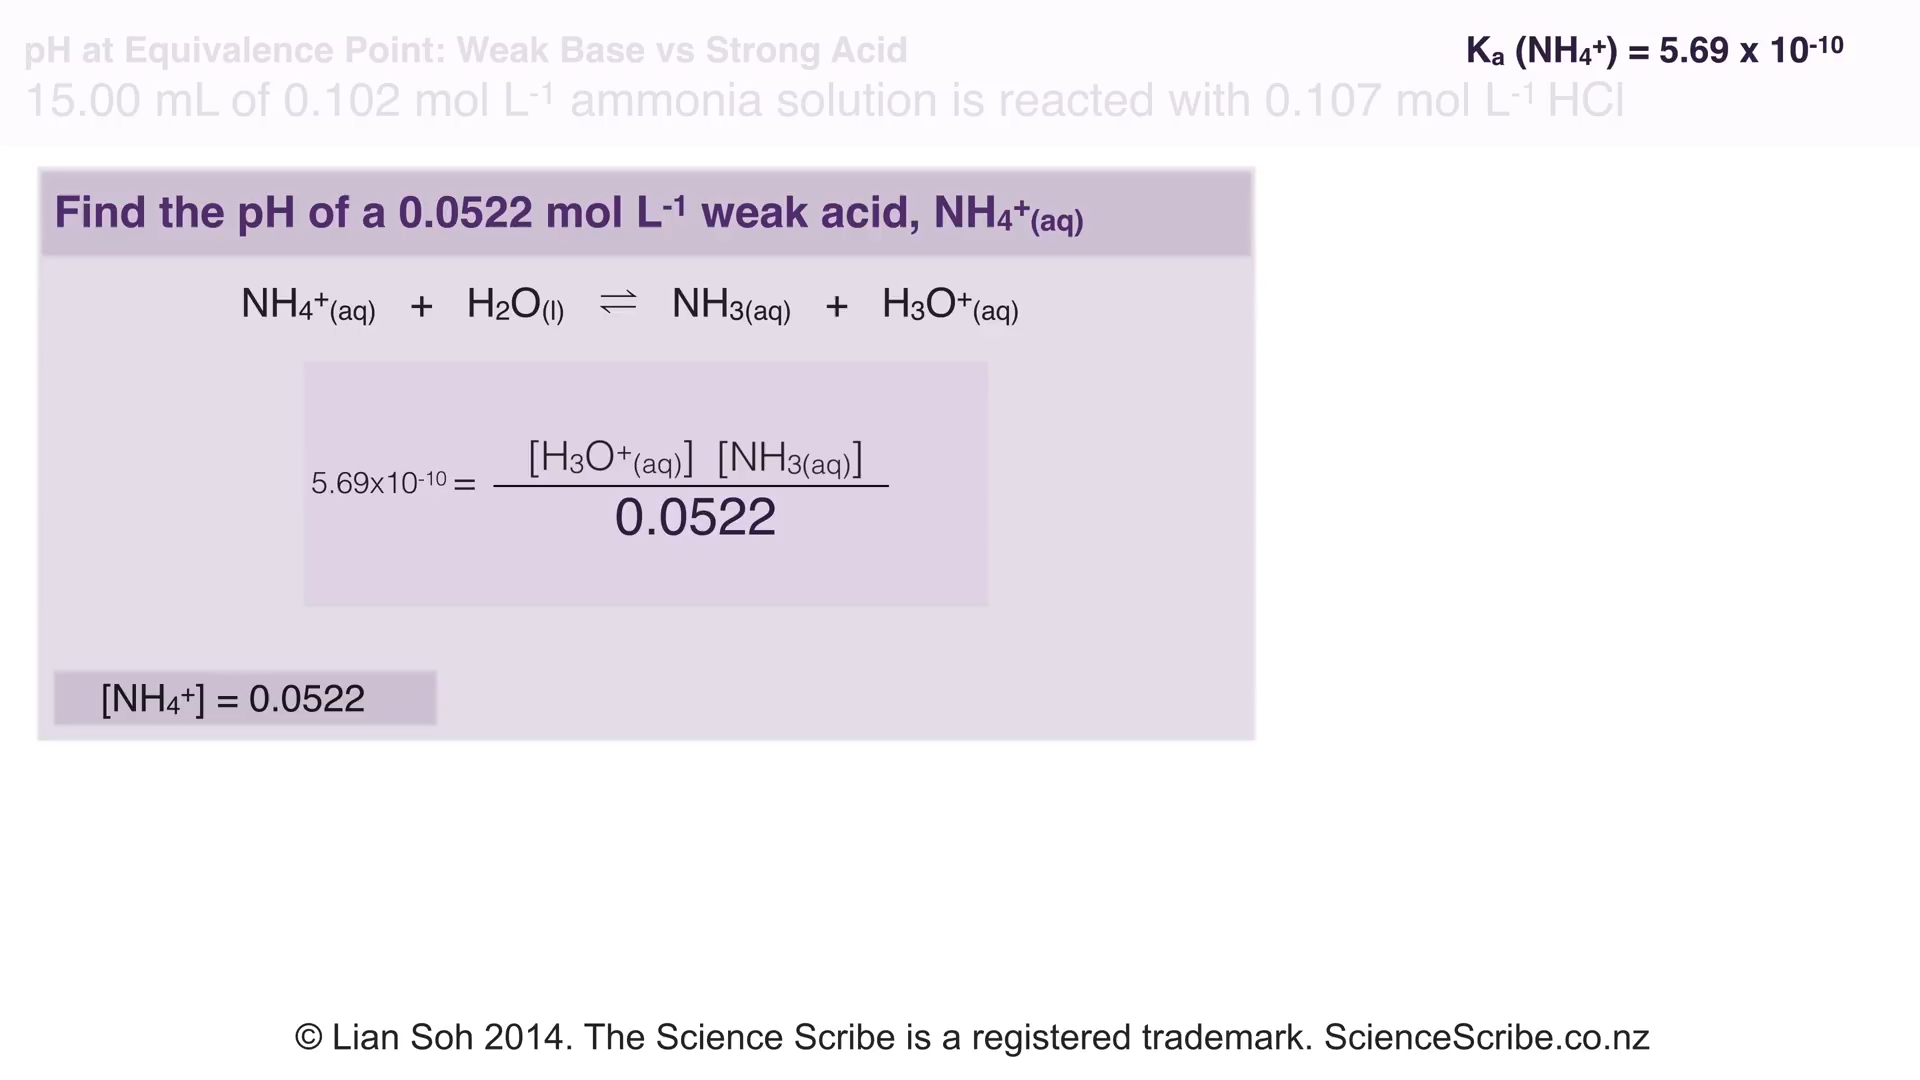 pH at Equivalence Point: Weak Base vs Strong Acid
Kₐ (NH₄⁺) = 5.69 x 10⁻¹⁰
15.00 mL of 0.102 mol L⁻¹ ammonia solution is reacted with 0.107 mol L⁻¹ HCl
Find the pH of a 0.0522 mol L⁻¹ weak acid, NH₄⁺(aq)
NH₄⁺(aq) + H₂O(l) ⇌ NH₃(aq) + H₃O⁺(aq)
[H₃O⁺(aq)] [NH₃(aq)]
5.69x10⁻¹⁰ =
0.0522
[NH₄⁺] = 0.0522
© Lian Soh 2014. The Science Scribe is a registered trademark. ScienceScribe.co.nz